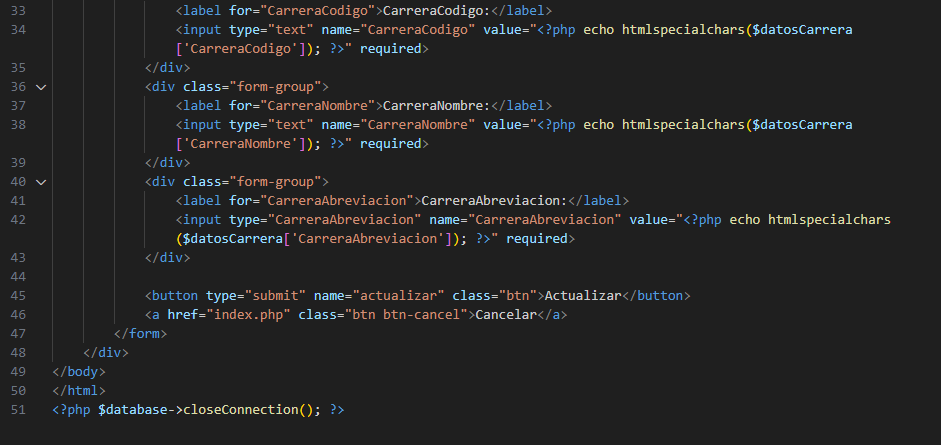 33 <label for="CarreraCodigo">CarreraCodigo:</label>
34 <input type="text" name="CarreraCodigo" value="<?php echo htmlspecialchars($datosCarrera
['CarreraCodigo']); ?>" required>
35 </div>
36 <div class="form-group">
37 <label for="CarreraNombre">CarreraNombre:</label>
38 <input type="text" name="CarreraNombre" value="<?php echo htmlspecialchars($datosCarrera
['CarreraNombre']); ?>" required>
39 </div>
40 <div class="form-group">
41 <label for="CarreraAbreviacion">CarreraAbreviacion:</label>
42 <input type="CarreraAbreviacion" name="CarreraAbreviacion" value="<?php echo htmlspecialchars
($datosCarrera['CarreraAbreviacion']); ?>" required>
43 </div>
44
45 <button type="submit" name="actualizar" class="btn">Actualizar</button>
46 <a href="index.php" class="btn btn-cancel">Cancelar</a>
47 </form>
48 </div>
49 </body>
50 </html>
51 <?php $database->closeConnection(); ?>